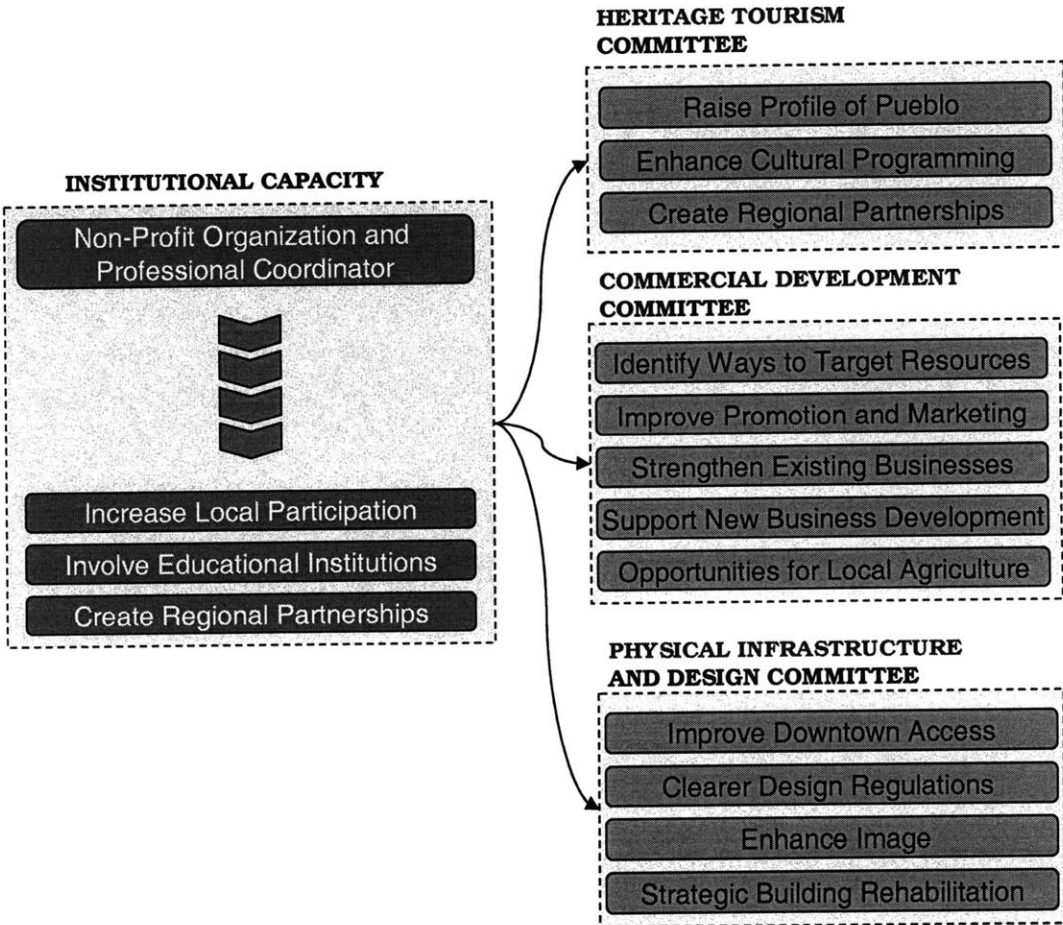 INSTITUTIONAL CAPACITY
Non-Profit Organization and
Professional Coordinator
Increase Local Participation
Involve Educational Institutions
Create Regional Partnerships
HERITAGE TOURISM
COMMITTEE
Raise Profile of Pueblo
Enhance Cultural Programming
Create Regional Partnerships
COMMERCIAL DEVELOPMENT
COMMITTEE
Identify Ways to Target Resources
Improve Promotion and Marketing
Strengthen Existing Businesses
Support New Business Development
Opportunities for Local Agriculture
PHYSICAL INFRASTRUCTURE
AND DESIGN COMMITTEE
Improve Downtown Access
Clearer Design Regulations
Enhance Image
Strategic Building Rehabilitation